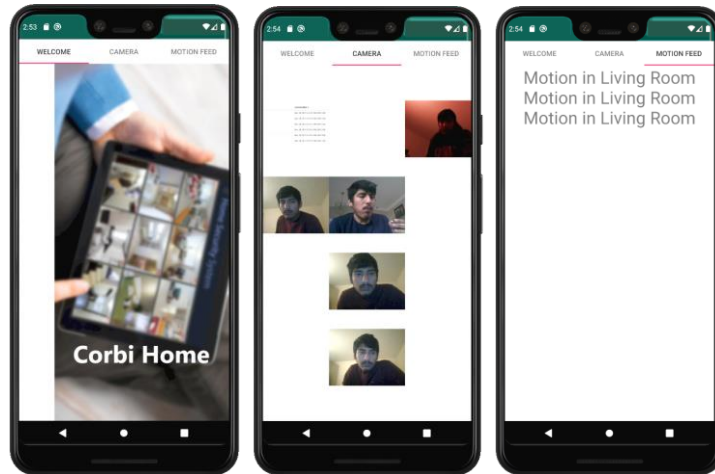 2:53
WELCOME
CAMERA
MOTION FEED
Corbi Home
2:54
WELCOME
CAMERA
MOTION FEED
2:54
WELCOME
CAMERA
MOTION FEED
Motion in Living Room
Motion in Living Room
Motion in Living Room